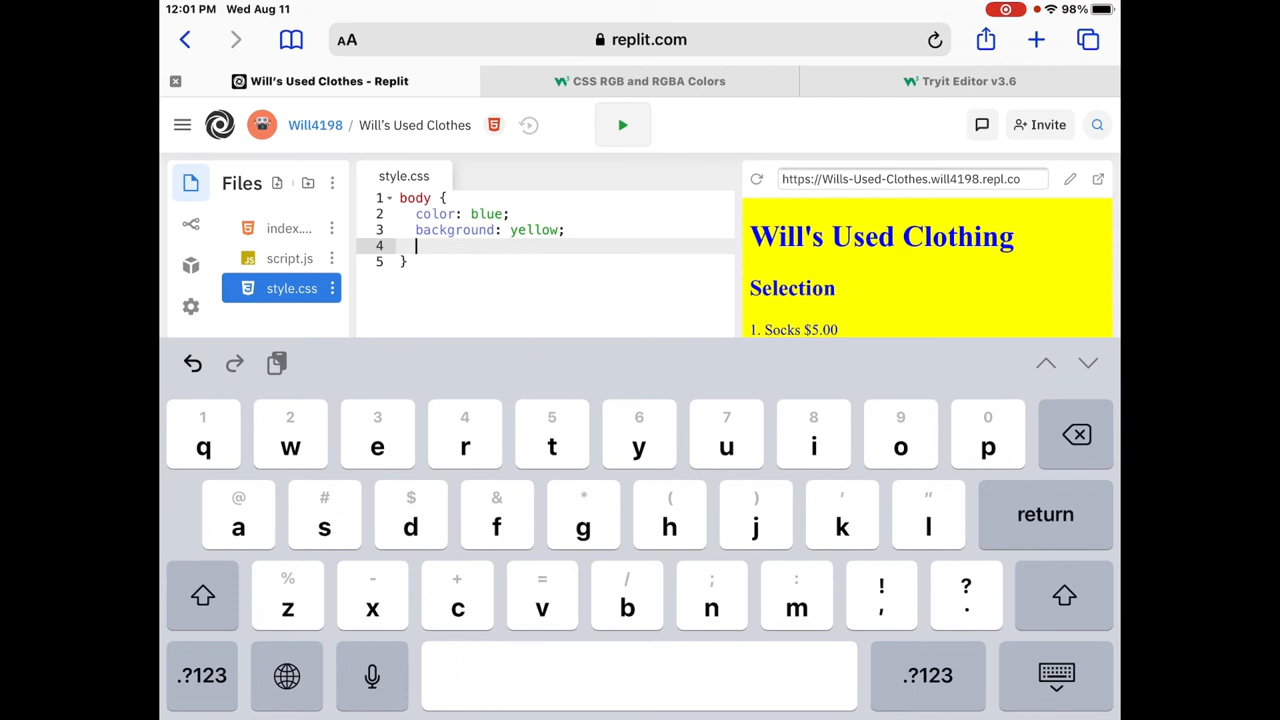 12:01 PM Wed Aug 11 98%
AA replit.com
Will's Used Clothes - Replit CSS RGB and RGBA Colors Tryit Editor v3.6
Will4198 / Will's Used Clothes Invite
Files style.css https://Wills-Used-Clothes.will4198.repl.co
index....
script.js
style.css
1 body {
2 color: blue;
3 background: yellow;
4
5 }
Will's Used Clothing
Selection
1. Socks $5.00
1 2 3 4 5 6 7 8 9 0
q w e r t y u i o p
@ # $ & * ( ) ' "
a s d f g h j k l return
% - + = / ; : ! ?
z x c v b n m , .
.?123 .?123